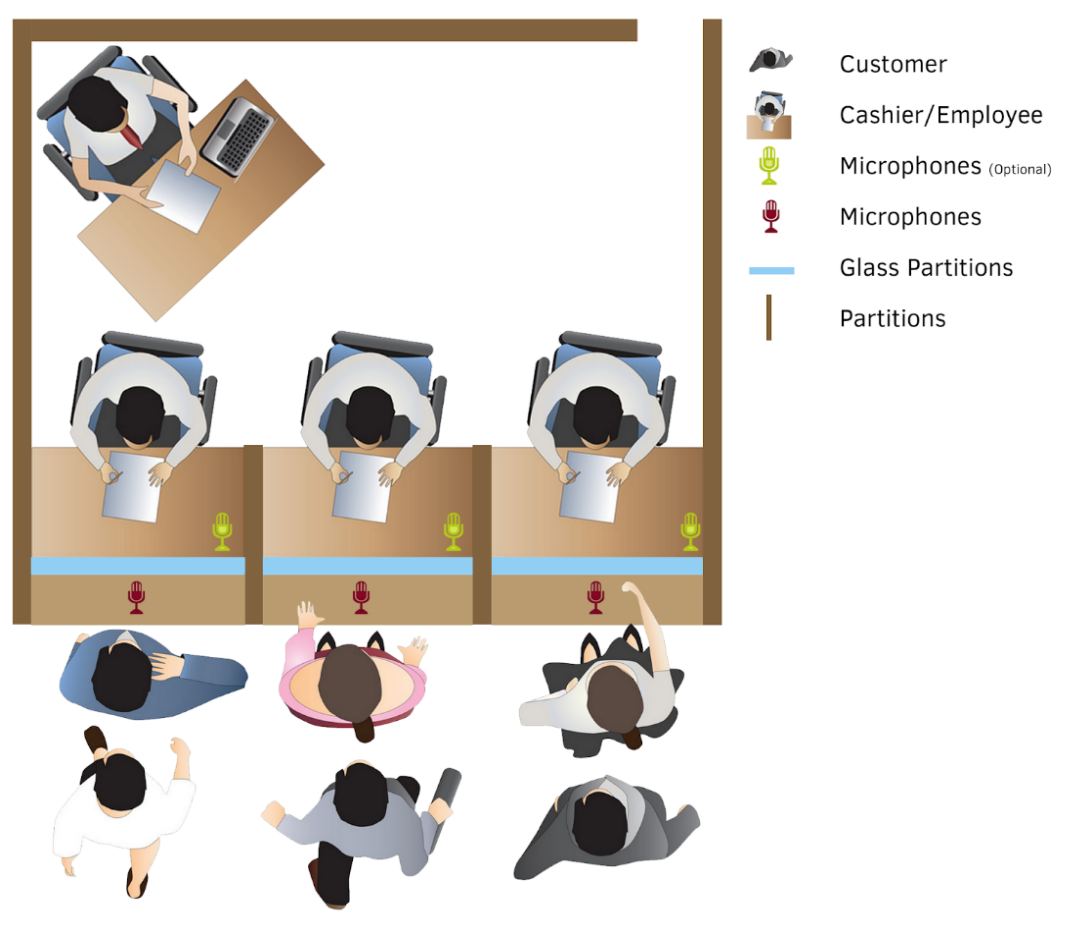 Customer
Cashier/Employee
Microphones (Optional)
Microphones
Glass Partitions
Partitions